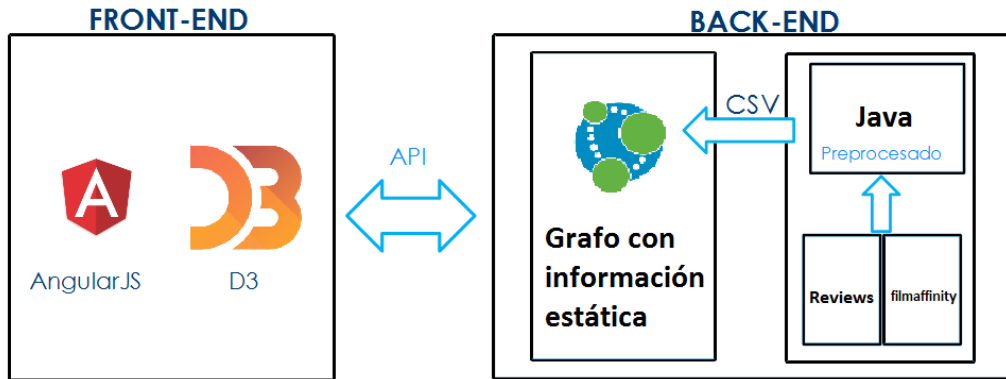 FRONT-END
AngularJS
D3
API
BACK-END
Grafo con
información
estática
CSV
Java
Preprocesado
Reviews
filmaffinity